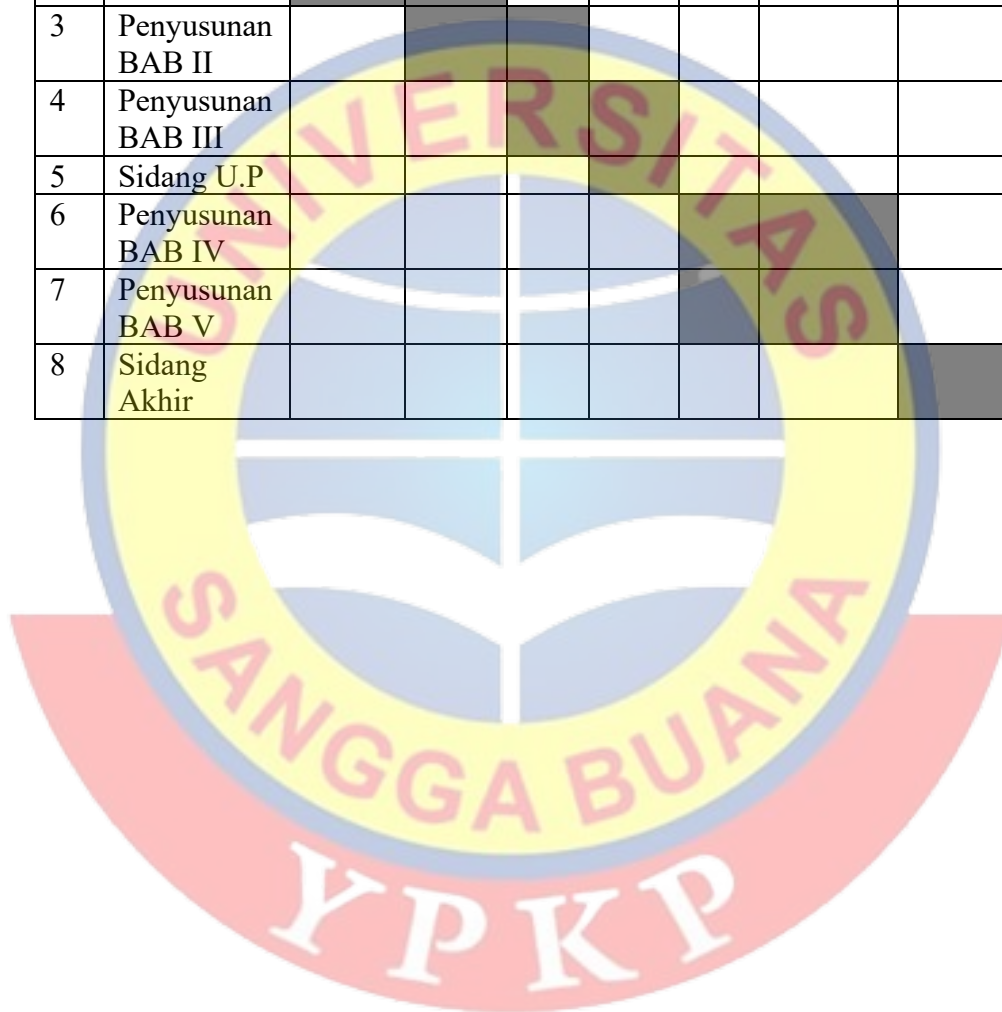 3 Penyusunan
BAB II
4 Penyusunan
BAB III
5 Sidang U.P
6 Penyusunan
BAB IV
7 Penyusunan
BAB V
8 Sidang
Akhir
UNIVERSITAS
SANGGA BUANA
YPKP